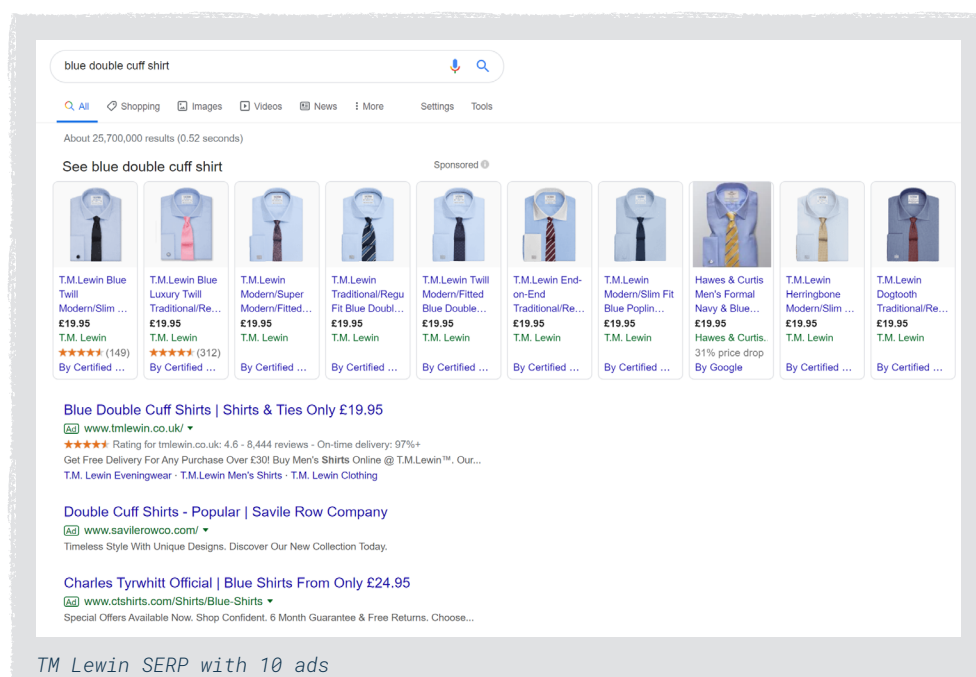 blue double cuff shirt
All Shopping Images Videos News More Settings Tools
About 25,700,000 results (0.52 seconds)
See blue double cuff shirt
Sponsored
T.M.Lewin Blue
Twill
Modern/Slim ...
£19.95
T.M. Lewin
(149)
By Certified ...
T.M.Lewin Blue
Luxury Twill
Traditional/Re...
£19.95
T.M. Lewin
(312)
By Certified ...
T.M.Lewin
Modern/Super
Modern/Fitted...
£19.95
T.M. Lewin
By Certified ...
T.M.Lewin
Traditional/Regu
Fit Blue Doubl...
£19.95
T.M. Lewin
By Certified ...
T.M.Lewin Twill
Modern/Fitted
Blue Double...
£19.95
T.M. Lewin
By Certified ...
T.M.Lewin End-
on-End
Traditional/Re...
£19.95
T.M. Lewin
By Certified ...
T.M.Lewin
Modern/Slim Fit
Blue Poplin...
£19.95
T.M. Lewin
By Certified ...
Hawes & Curtis
Men's Formal
Navy & Blue...
£19.95
Hawes & Curtis.
31% price drop
By Google
T.M.Lewin
Herringbone
Modern/Slim ...
£19.95
T.M. Lewin
By Certified ...
T.M.Lewin
Dogtooth
Traditional/Re...
£19.95
T.M. Lewin
By Certified ...
Blue Double Cuff Shirts | Shirts & Ties Only £19.95
Ad www.tmlewin.co.uk/
Rating for tmlewin.co.uk: 4.6 - 8,444 reviews - On-time delivery: 97%+
Get Free Delivery For Any Purchase Over £30! Buy Men's Shirts Online @ T.M.Lewin™. Our...
T.M. Lewin Eveningwear · T.M.Lewin Men's Shirts · T.M. Lewin Clothing
Double Cuff Shirts - Popular | Savile Row Company
Ad www.savilerowco.com/
Timeless Style With Unique Designs. Discover Our New Collection Today.
Charles Tyrwhitt Official | Blue Shirts From Only £24.95
Ad www.ctshirts.com/Shirts/Blue-Shirts
Special Offers Available Now. Shop Confident. 6 Month Guarantee & Free Returns. Choose...
TM Lewin SERP with 10 ads